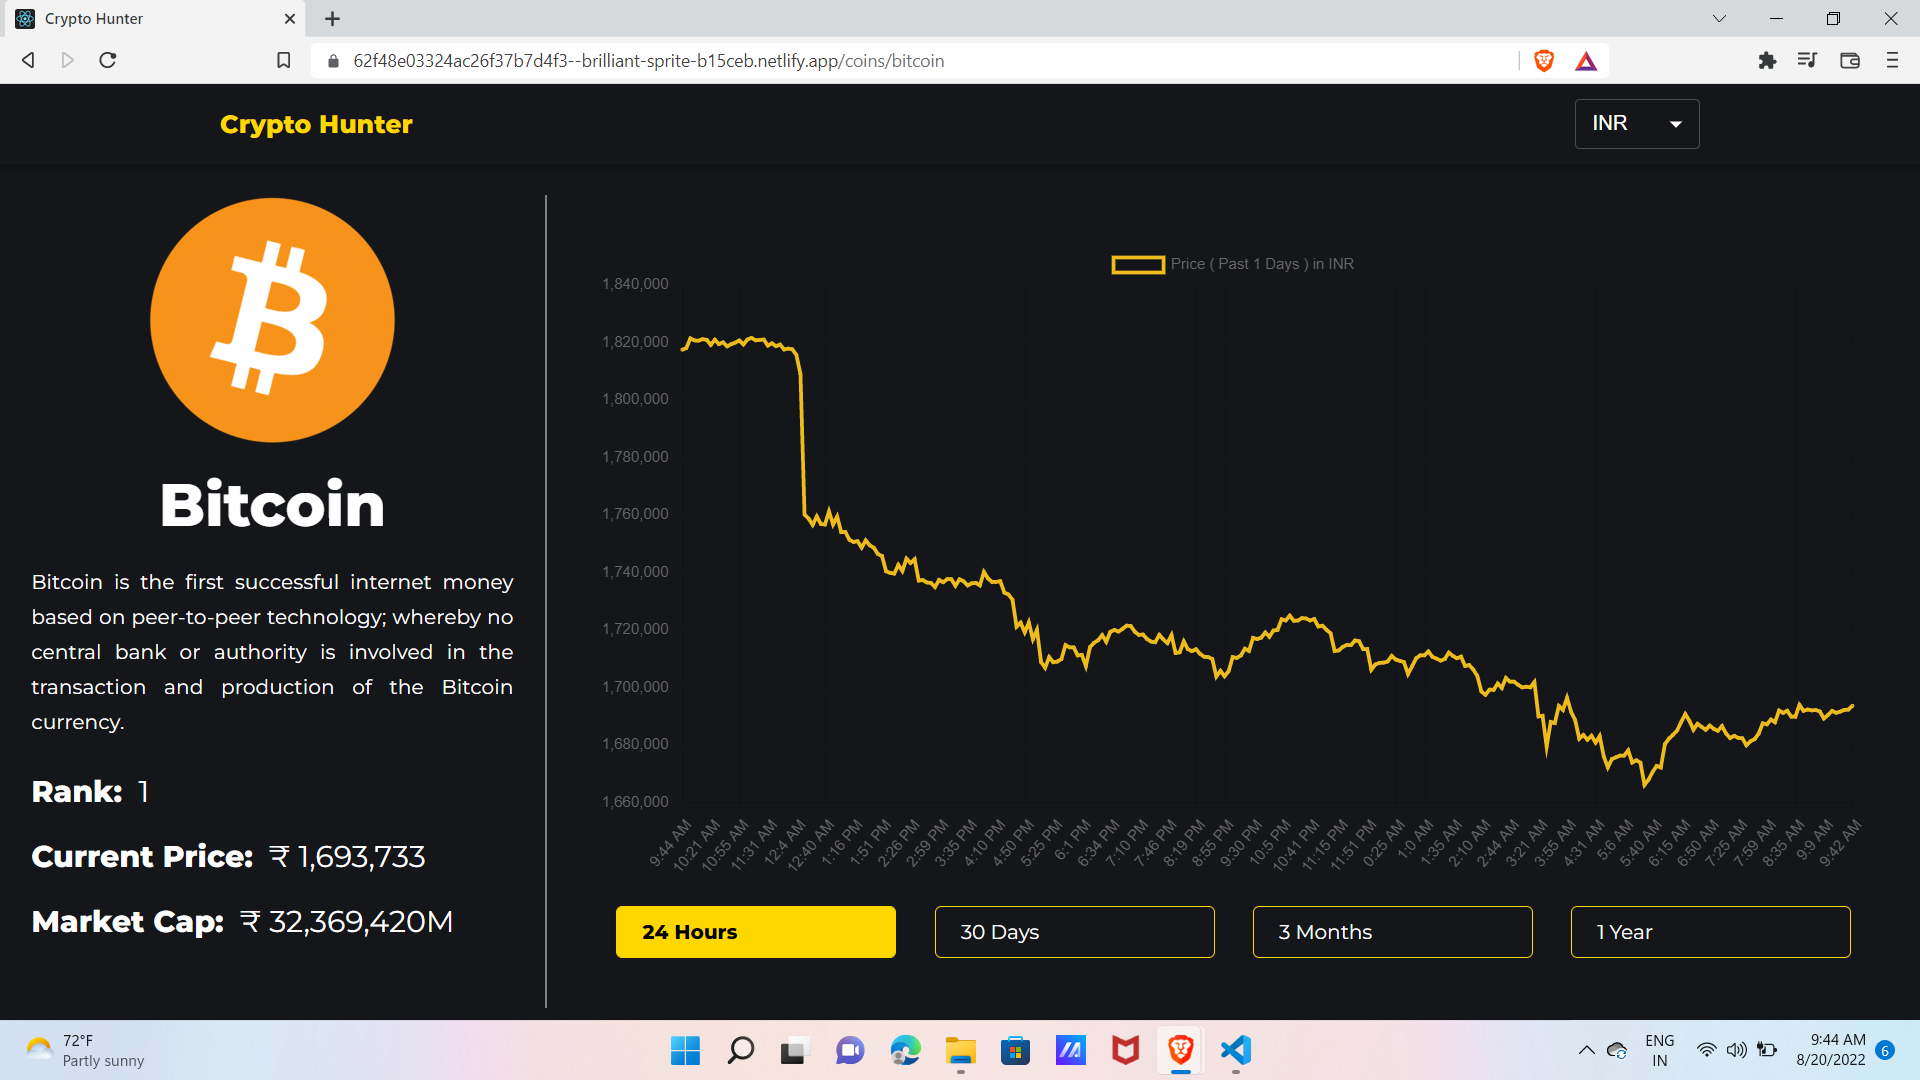 Crypto Hunter
62f48e03324ac26f37b7d4f3--brilliant-sprite-b15ceb.netlify.app/coins/bitcoin
Crypto Hunter
INR
Bitcoin
Bitcoin is the first successful internet money
based on peer-to-peer technology; whereby no
central bank or authority is involved in the
transaction and production of the Bitcoin
currency.
Rank: 1
Current Price: ₹ 1,693,733
Market Cap: ₹ 32,369,420M
Price ( Past 1 Days ) in INR
1,840,000
1,820,000
1,800,000
1,780,000
1,760,000
1,740,000
1,720,000
1,700,000
1,680,000
1,660,000
9:44 AM
10:21 AM
10:55 AM
11:31 AM
12:4 AM
12:40 AM
1:16 PM
1:51 PM
2:26 PM
2:59 PM
3:35 PM
4:10 PM
4:50 PM
5:25 PM
6:11 PM
6:34 PM
7:10 PM
7:46 PM
8:19 PM
8:55 PM
9:30 PM
10:5 PM
10:41 PM
11:15 PM
11:51 PM
0:25 AM
1:0 AM
1:35 AM
2:10 AM
2:44 AM
3:21 AM
3:55 AM
4:31 AM
5:6 AM
5:40 AM
6:15 AM
6:50 AM
7:25 AM
7:59 AM
8:35 AM
9:9 AM
9:42 AM
24 Hours
30 Days
3 Months
1 Year
72°F
Partly sunny
ENG
IN
9:44 AM
8/20/2022
6